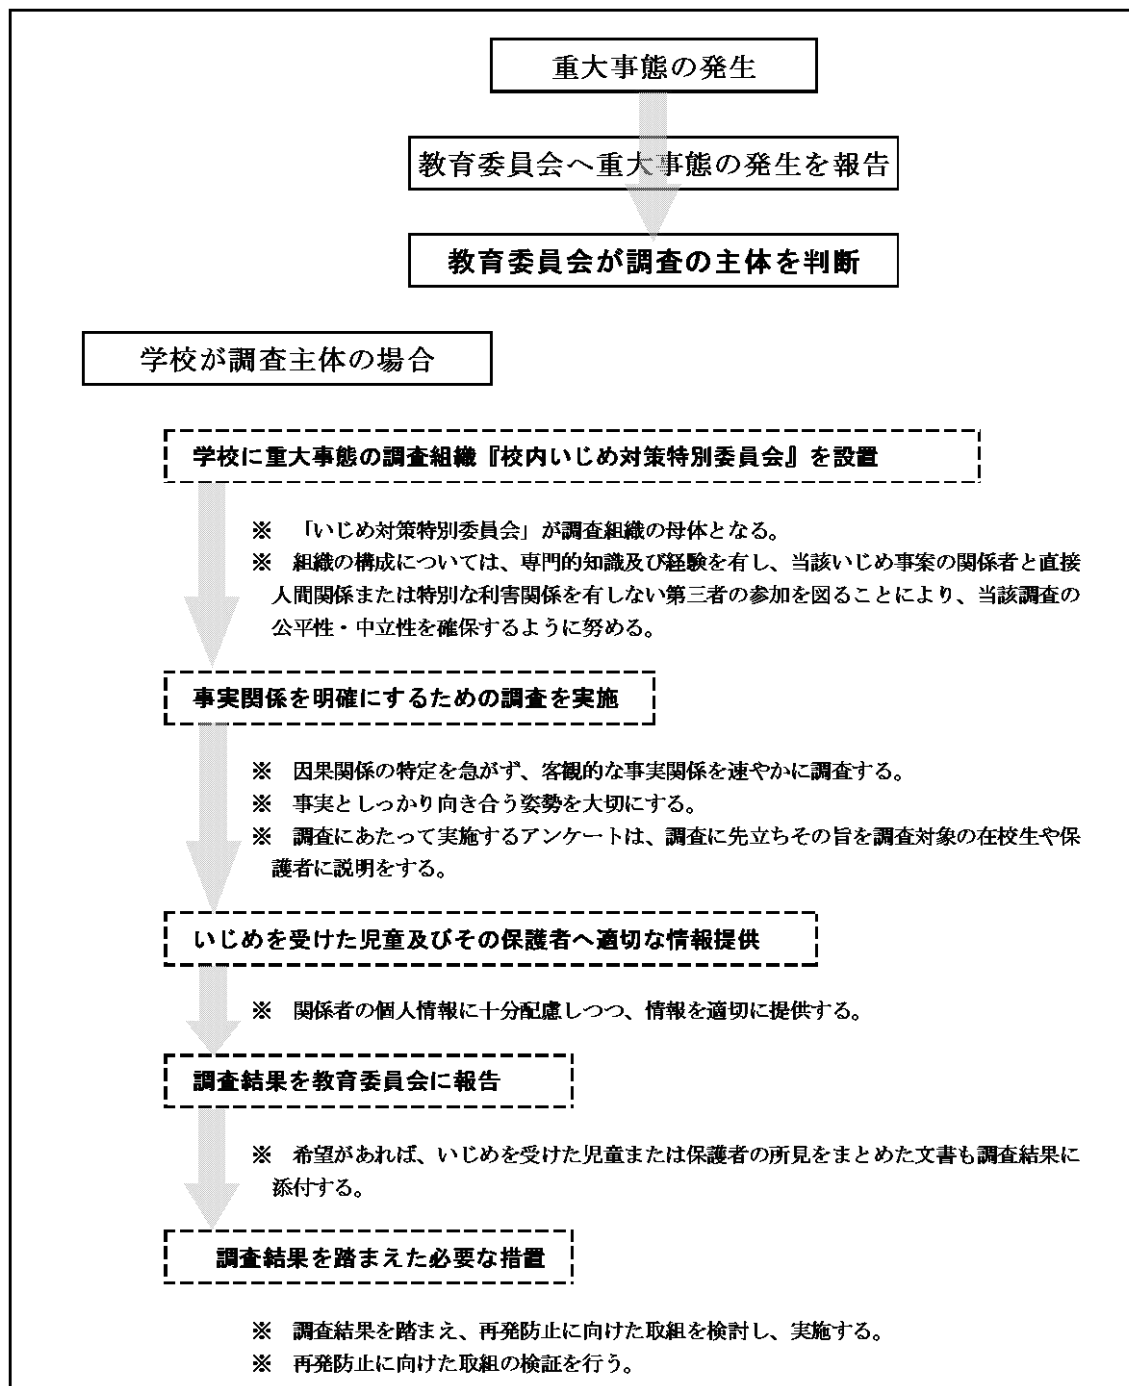 重大事態の発生
教育委員会へ重大事態の発生を報告
教育委員会が調査の主体を判断
学校が調査主体の場合
学校に重大事態の調査組織『校内いじめ対策特別委員会』を設置
※　「いじめ対策特別委員会」が調査組織の母体となる。
※　組織の構成については、専門的知識及び経験を有し、当該いじめ事案の関係者と直接
人間関係または特別な利害関係を有しない第三者の参加を図ることにより、当該調査の
公平性・中立性を確保するように努める。
事実関係を明確にするための調査を実施
※　因果関係の特定を急がず、客観的な事実関係を速やかに調査する。
※　事実としっかり向き合う姿勢を大切にする。
※　調査にあたって実施するアンケートは、調査に先立ちその旨を調査対象の在校生や保
護者に説明をする。
いじめを受けた児童及びその保護者へ適切な情報提供
※　関係者の個人情報に十分配慮しつつ、情報を適切に提供する。
調査結果を教育委員会に報告
※　希望があれば、いじめを受けた児童または保護者の所見をまとめた文書も調査結果に
添付する。
調査結果を踏まえた必要な措置
※　調査結果を踏まえ、再発防止に向けた取組を検討し、実施する。
※　再発防止に向けた取組の検証を行う。